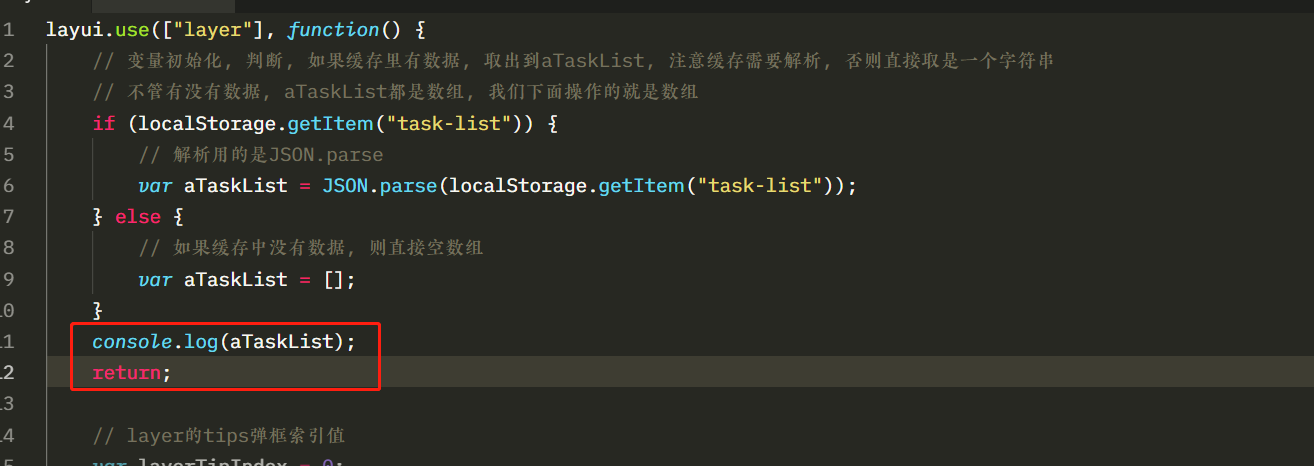 1 layui.use(["layer"], function() {
2 // 变量初始化, 判断, 如果缓存里有数据, 取出到aTaskList, 注意缓存需要解析, 否则直接取是一个字符串
3 // 不管有没有数据, aTaskList都是数组, 我们下面操作的就是数组
4 if (localStorage.getItem("task-list")) {
5 // 解析用的是JSON.parse
6 var aTaskList = JSON.parse(localStorage.getItem("task-list"));
7 } else {
8 // 如果缓存中没有数据, 则直接空数组
9 var aTaskList = [];
10 }
11 console.log(aTaskList);
12 return;
13
14 // layer的tips弹框索引值
var layerTipIndex = 0;